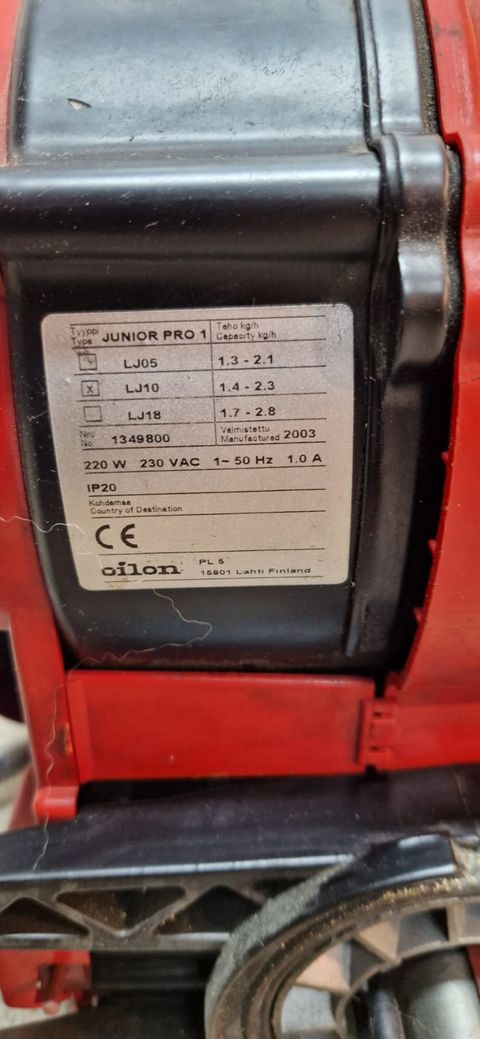 Tyyppi Type JUNIOR PRO 1 Teho kg/h Capacity kg/h
LJ05 1.3 - 2.1
x LJ10 1.4 - 2.3
LJ18 1.7 - 2.8
Nro No. 1349800 Valmistettu Manufactured 2003
220 W 230 VAC 1~ 50 Hz 1.0 A
IP20
Kohdemaa
Country of Destination
CE
oilon PL 5
15801 Lahti Finland